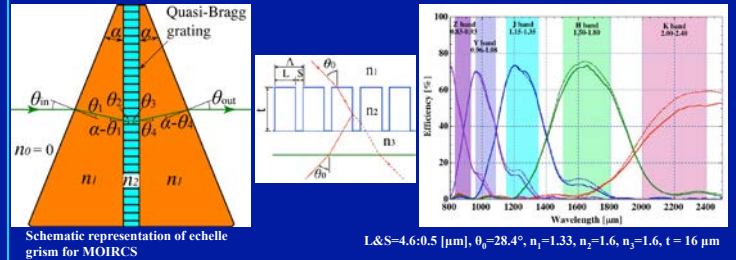 Quasi-Bragg
grating
α α
θin θ1 θ2 θ3 θout
α-θ1 θ4 α-θ4
n0 = 0
n1 n2 n1
Schematic representation of echelle
grism for MOIRCS
Λ
L S
θ0
n1
t
n2
n3
θ0
Z band
0.83-0.93
Y band
0.96-1.08
J band
1.15-1.35
H band
1.50-1.80
K band
2.00-2.40
Efficiency [%]
100
80
60
40
20
0
800 1000 1200 1400 1600 1800 2000 2200 2400
Wavelength [μm]
L&S=4.6:0.5 [μm], θ0=28.4°, n1=1.33, n2=1.6, n3=1.6, t = 16 μm